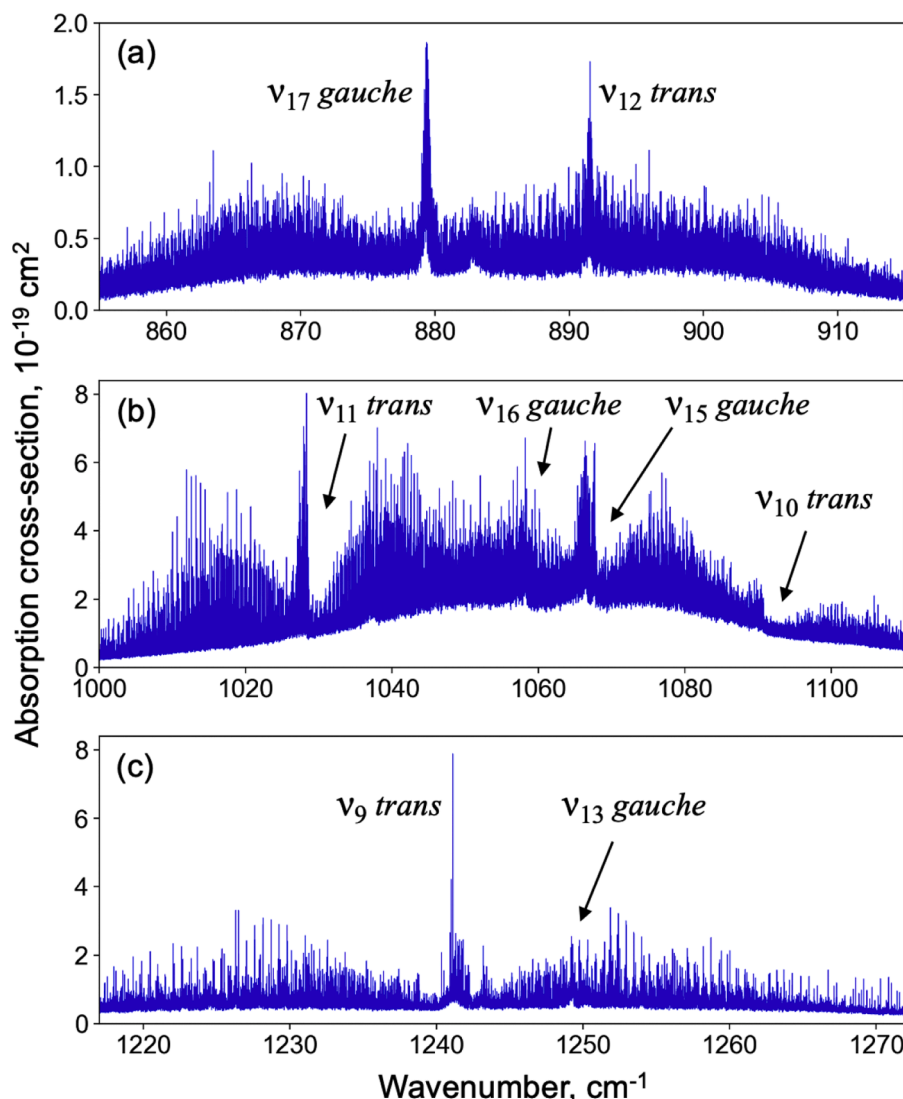 Absorption cross-section, 10⁻¹⁹ cm²
(a)
ν₁₇ gauche
ν₁₂ trans
2.0
1.5
1.0
0.5
0.0
860 870 880 890 900 910
(b)
ν₁₁ trans
ν₁₆ gauche
ν₁₅ gauche
ν₁₀ trans
8
6
4
2
0
1000 1020 1040 1060 1080 1100
(c)
ν₉ trans
ν₁₃ gauche
8
6
4
2
0
1220 1230 1240 1250 1260 1270
Wavenumber, cm⁻¹